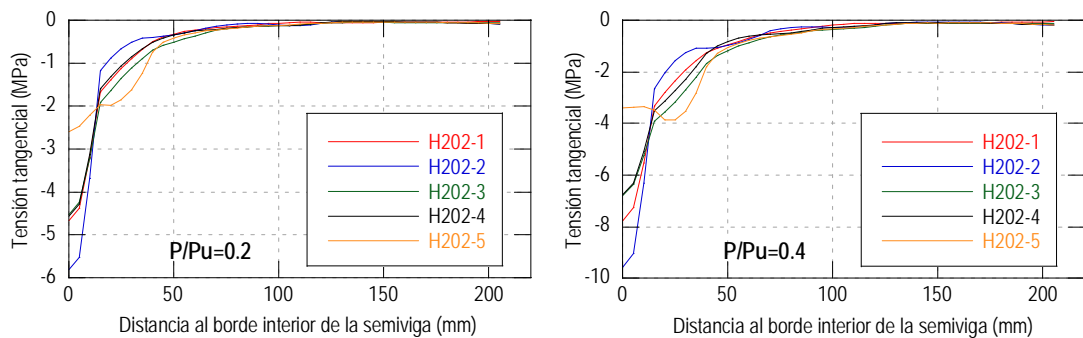 0
-1
-2
-3
-4
-5
-6
Tensión tangencial (MPa)
H202-1
H202-2
H202-3
H202-4
H202-5
P/Pu=0.2
0 50 100 150 200
Distancia al borde interior de la semiviga (mm)
0
-2
-4
-6
-8
-10
Tensión tangencial (MPa)
H202-1
H202-2
H202-3
H202-4
H202-5
P/Pu=0.4
0 50 100 150 200
Distancia al borde interior de la semiviga (mm)